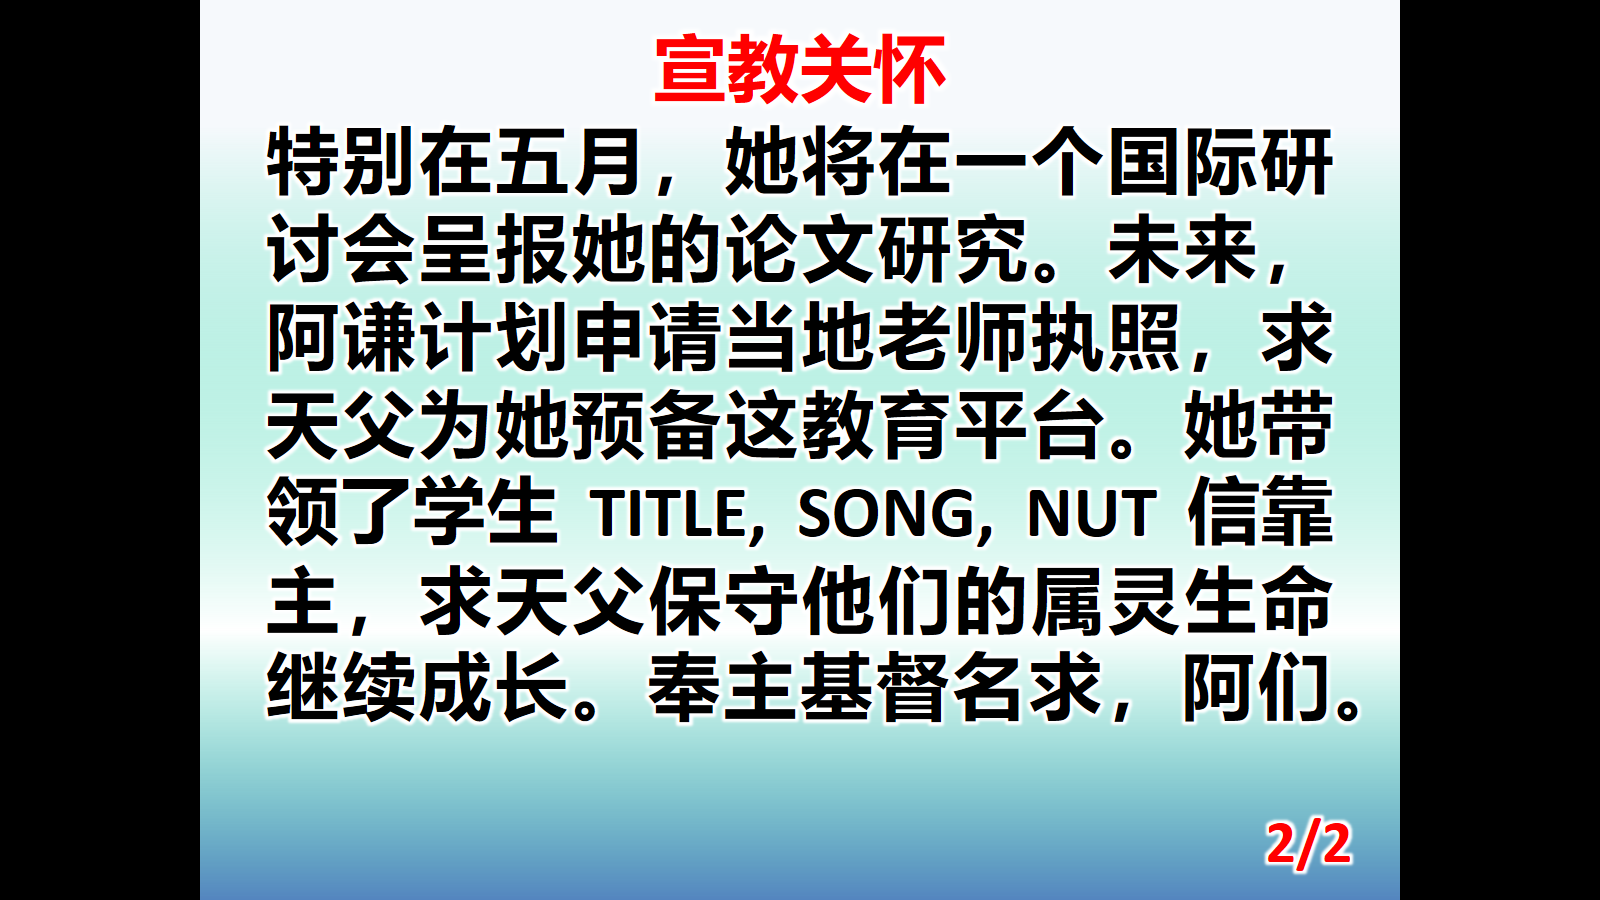 宣教关怀
特别在五月，她将在一个国际研
讨会呈报她的论文研究。未来，
阿谦计划申请当地老师执照，求
天父为她预备这教育平台。她带
领了学生 TITLE, SONG, NUT 信靠
主，求天父保守他们的属灵生命
继续成长。奉主基督名求，阿们。
2/2